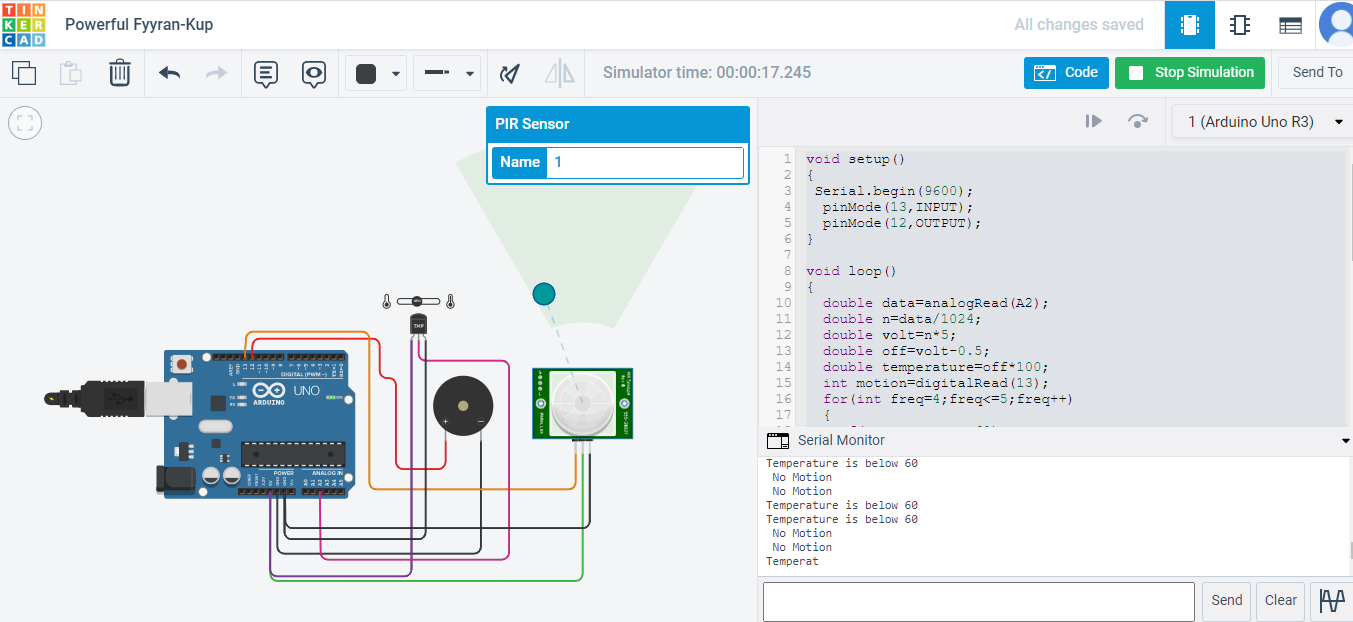 TIN
KER
CAD
Powerful Fyyran-Kup
All changes saved
Simulator time: 00:00:17.245
Code
Stop Simulation
Send To
PIR Sensor
Name 1
1 (Arduino Uno R3)
1 void setup()
2 {
3 Serial.begin(9600);
4 pinMode(13,INPUT);
5 pinMode(12,OUTPUT);
6 }
7
8 void loop()
9 {
10 double data=analogRead(A2);
11 double n=data/1024;
12 double volt=n*5;
13 double off=volt-0.5;
14 double temperature=off*100;
15 int motion=digitalRead(13);
16 for(int freq=4;freq<=5;freq++)
17 {
TMP
DIGITAL (PWM~)
UNO
ARDUINO
POWER
ANALOG IN
Serial Monitor
Temperature is below 60
No Motion
No Motion
Temperature is below 60
Temperature is below 60
No Motion
No Motion
Temperat
Send
Clear